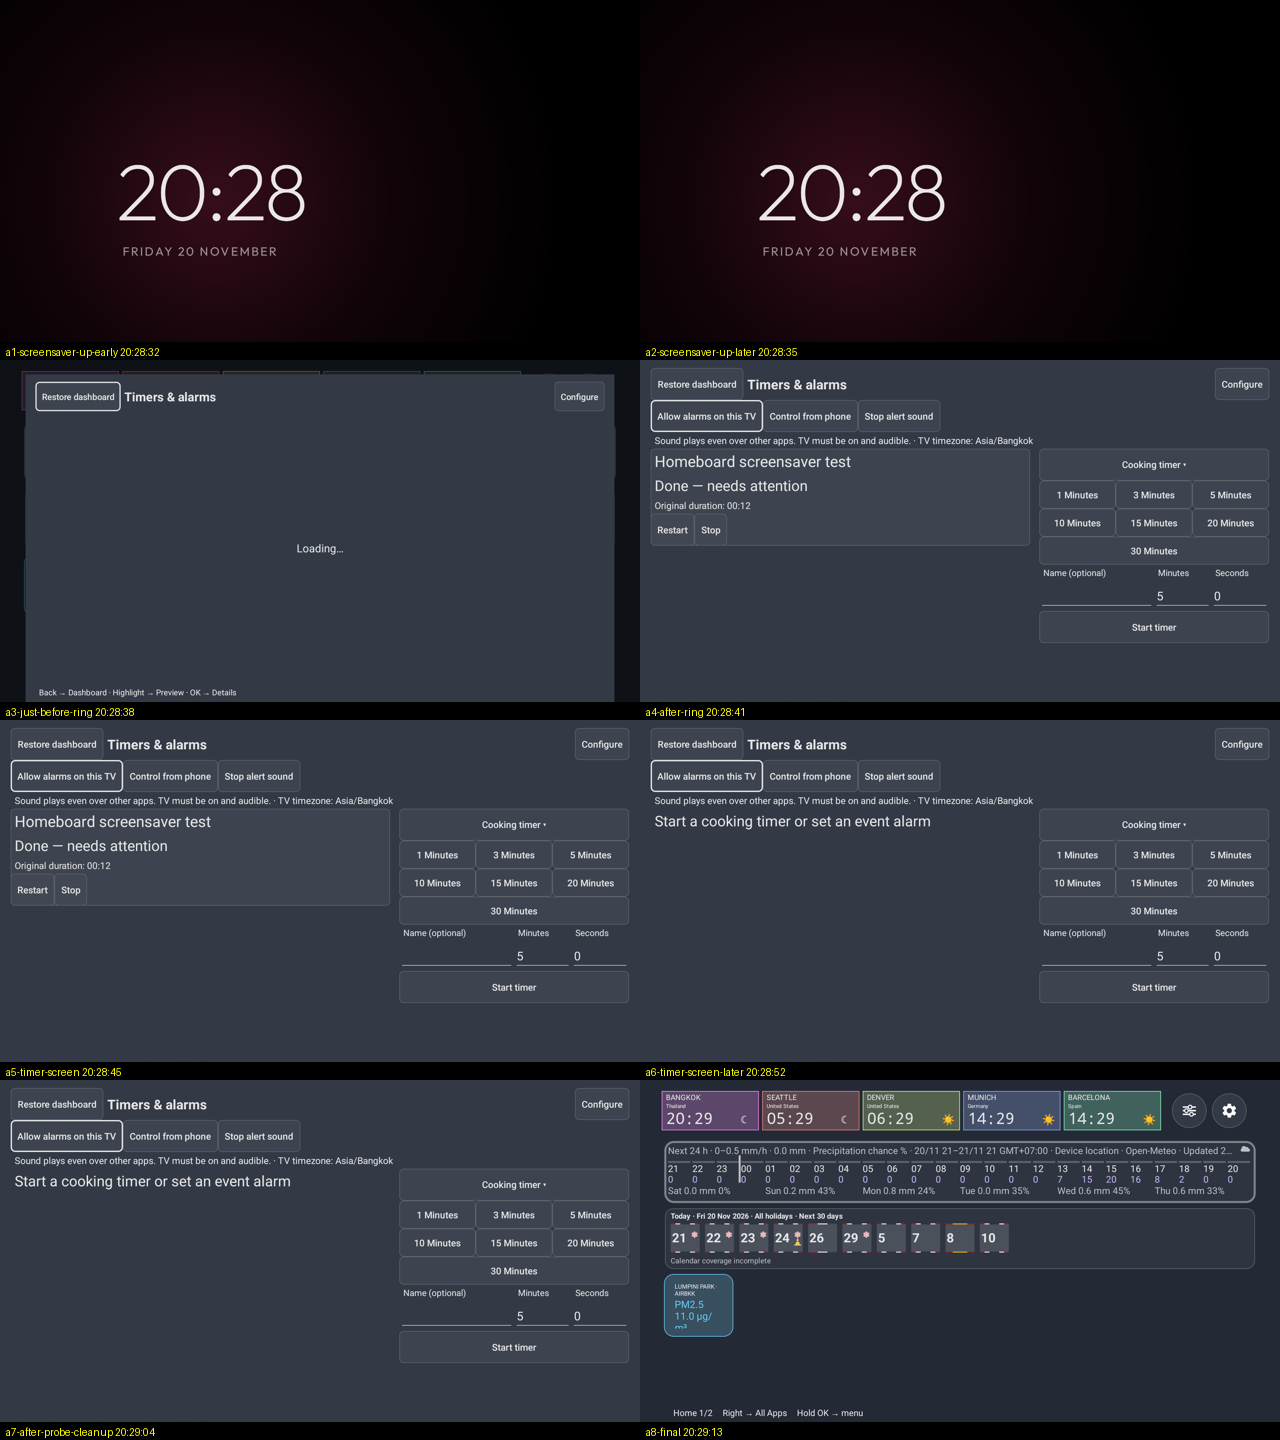 20:28
FRIDAY 20 NOVEMBER
a1-screensaver-up-early 20:28:32
20:28
FRIDAY 20 NOVEMBER
a2-screensaver-up-later 20:28:35
Restore dashboard Timers & alarms Configure
Loading...
Back → Dashboard · Highlight → Preview · OK → Details
a3-just-before-ring 20:28:38
Restore dashboard Timers & alarms Configure
Allow alarms on this TV Control from phone Stop alert sound
Sound plays even over other apps. TV must be on and audible. · TV timezone: Asia/Bangkok
Homeboard screensaver test
Done — needs attention
Original duration: 00:12
Restart Stop
Cooking timer •
1 Minutes 3 Minutes 5 Minutes
10 Minutes 15 Minutes 20 Minutes
30 Minutes
Name (optional) Minutes Seconds
5 0
Start timer
a4-after-ring 20:28:41
Restore dashboard Timers & alarms Configure
Allow alarms on this TV Control from phone Stop alert sound
Sound plays even over other apps. TV must be on and audible. · TV timezone: Asia/Bangkok
Homeboard screensaver test
Done — needs attention
Original duration: 00:12
Restart Stop
Cooking timer •
1 Minutes 3 Minutes 5 Minutes
10 Minutes 15 Minutes 20 Minutes
30 Minutes
Name (optional) Minutes Seconds
5 0
Start timer
a5-timer-screen 20:28:45
Restore dashboard Timers & alarms Configure
Allow alarms on this TV Control from phone Stop alert sound
Sound plays even over other apps. TV must be on and audible. · TV timezone: Asia/Bangkok
Start a cooking timer or set an event alarm
Cooking timer •
1 Minutes 3 Minutes 5 Minutes
10 Minutes 15 Minutes 20 Minutes
30 Minutes
Name (optional) Minutes Seconds
5 0
Start timer
a6-timer-screen-later 20:28:52
Restore dashboard Timers & alarms Configure
Allow alarms on this TV Control from phone Stop alert sound
Sound plays even over other apps. TV must be on and audible. · TV timezone: Asia/Bangkok
Start a cooking timer or set an event alarm
Cooking timer •
1 Minutes 3 Minutes 5 Minutes
10 Minutes 15 Minutes 20 Minutes
30 Minutes
Name (optional) Minutes Seconds
5 0
Start timer
a7-after-probe-cleanup 20:29:04
BANGKOK SEATTLE DENVER MUNICH BARCELONA
Thailand United States United States Germany Spain
20:29 05:29 06:29 14:29 14:29
Next 24 h · 0–0.5 mm/h · 0.0 mm · Precipitation chance % · 20/11 21–21/11 21 GMT+07:00 · Device location · Open-Meteo · Updated 2...
21 22 23 00 01 02 03 04 05 06 07 08 09 10 11 12 13 14 15 16 17 18 19 20
0 0 0 0 0 0 0 0 0 0 0 0 0 0 0 0 7 15 20 16 8 2 0 0
Sat 0.0 mm 0% Sun 0.2 mm 43% Mon 0.8 mm 24% Tue 0.0 mm 35% Wed 0.6 mm 45% Thu 0.6 mm 33%
Today · Fri 20 Nov 2026 · All holidays · Next 30 days
21 22 23 24 26 29 5 7 8 10
Calendar coverage incomplete
LUMPINI PARK ·
AIRBKK
PM2.5
11.0 µg/
m³
Home 1/2 Right → All Apps Hold OK → menu
a8-final 20:29:13